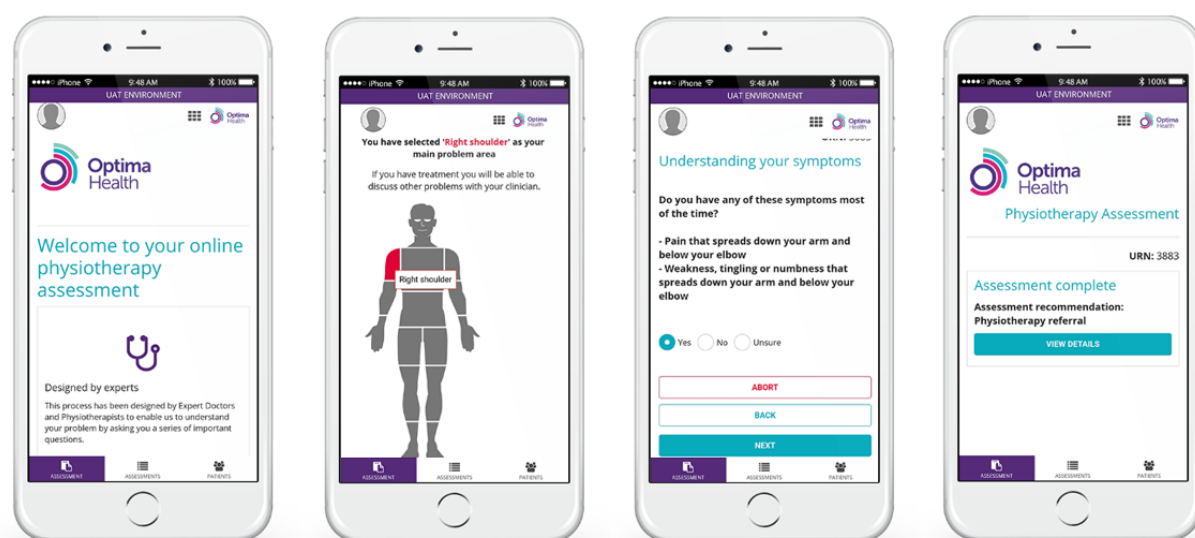 iPhone 9:48 AM 100%
UAT ENVIRONMENT
Optima
Health
Optima
Health
Welcome to your online
physiotherapy
assessment
Designed by experts
This process has been designed by Expert Doctors
and Physiotherapists to enable us to understand
your problem by asking you a series of important
questions.
ASSESSMENT ASSESSMENTS PATIENTS
iPhone 9:48 AM 100%
UAT ENVIRONMENT
Optima
Health
You have selected 'Right shoulder' as your
main problem area
If you have treatment you will be able to
discuss other problems with your clinician.
Right shoulder
ASSESSMENT ASSESSMENTS PATIENTS
iPhone 9:48 AM 100%
UAT ENVIRONMENT
Optima
Health
Understanding your symptoms
Do you have any of these symptoms most
of the time?
- Pain that spreads down your arm and
below your elbow
- Weakness, tingling or numbness that
spreads down your arm and below your
elbow
Yes No Unsure
ABORT
BACK
NEXT
ASSESSMENT ASSESSMENTS PATIENTS
iPhone 9:48 AM 100%
UAT ENVIRONMENT
Optima
Health
Optima
Health
Physiotherapy Assessment
URN: 3883
Assessment complete
Assessment recommendation:
Physiotherapy referral
VIEW DETAILS
ASSESSMENT ASSESSMENTS PATIENTS